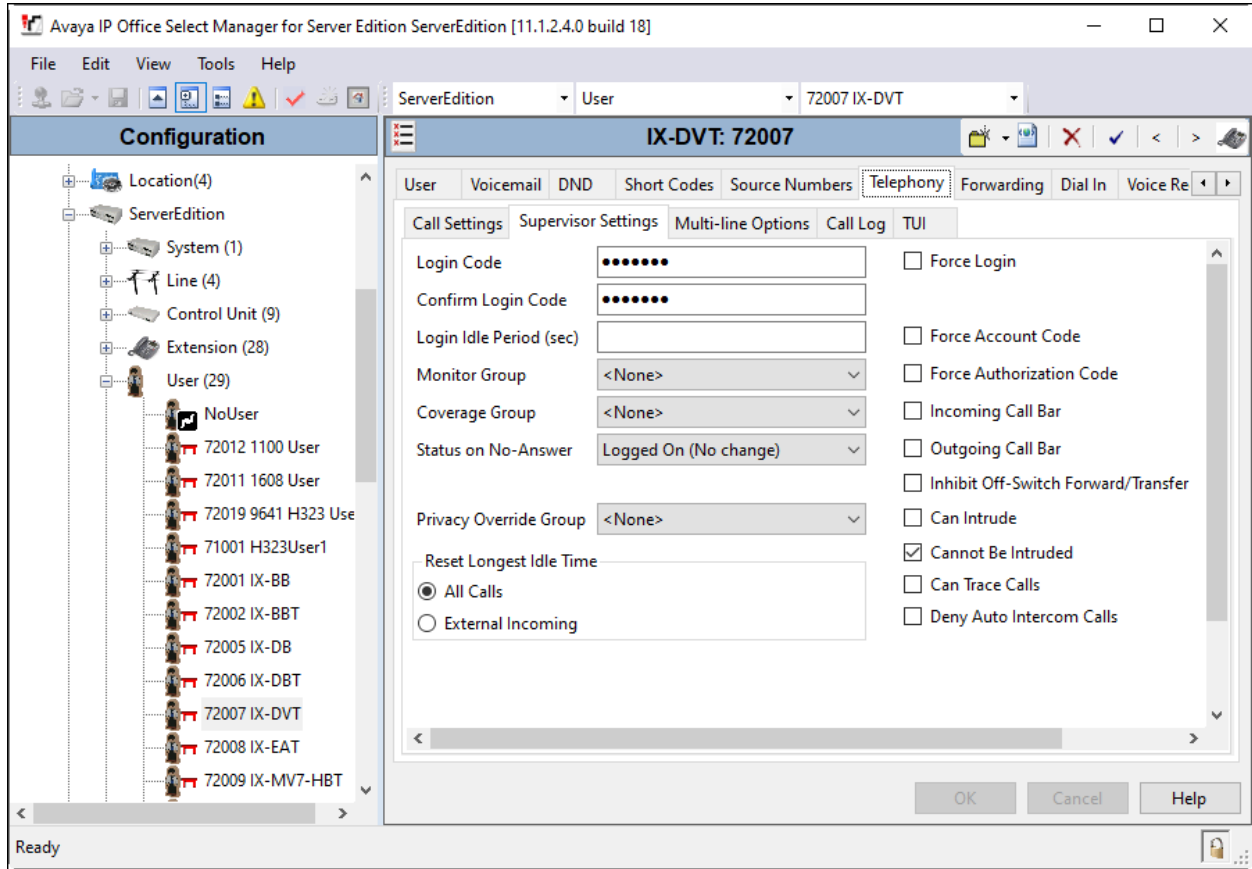 Avaya IP Office Select Manager for Server Edition ServerEdition [11.1.2.4.0 build 18]
File Edit View Tools Help
ServerEdition User 72007 IX-DVT
Configuration
Location(4)
ServerEdition
System (1)
Line (4)
Control Unit (9)
Extension (28)
User (29)
NoUser
72012 1100 User
72011 1608 User
72019 9641 H323 Use
71001 H323User1
72001 IX-BB
72002 IX-BBT
72005 IX-DB
72006 IX-DBT
72007 IX-DVT
72008 IX-EAT
72009 IX-MV7-HBT
IX-DVT: 72007
User Voicemail DND Short Codes Source Numbers Telephony Forwarding Dial In Voice Re
Call Settings Supervisor Settings Multi-line Options Call Log TUI
Login Code ●●●●●●● Force Login
Confirm Login Code ●●●●●●●
Login Idle Period (sec) Force Account Code
Monitor Group <None> Force Authorization Code
Coverage Group <None> Incoming Call Bar
Status on No-Answer Logged On (No change) Outgoing Call Bar
Inhibit Off-Switch Forward/Transfer
Privacy Override Group <None> Can Intrude
Cannot Be Intruded
Reset Longest Idle Time
All Calls Can Trace Calls
External Incoming Deny Auto Intercom Calls
OK Cancel Help
Ready